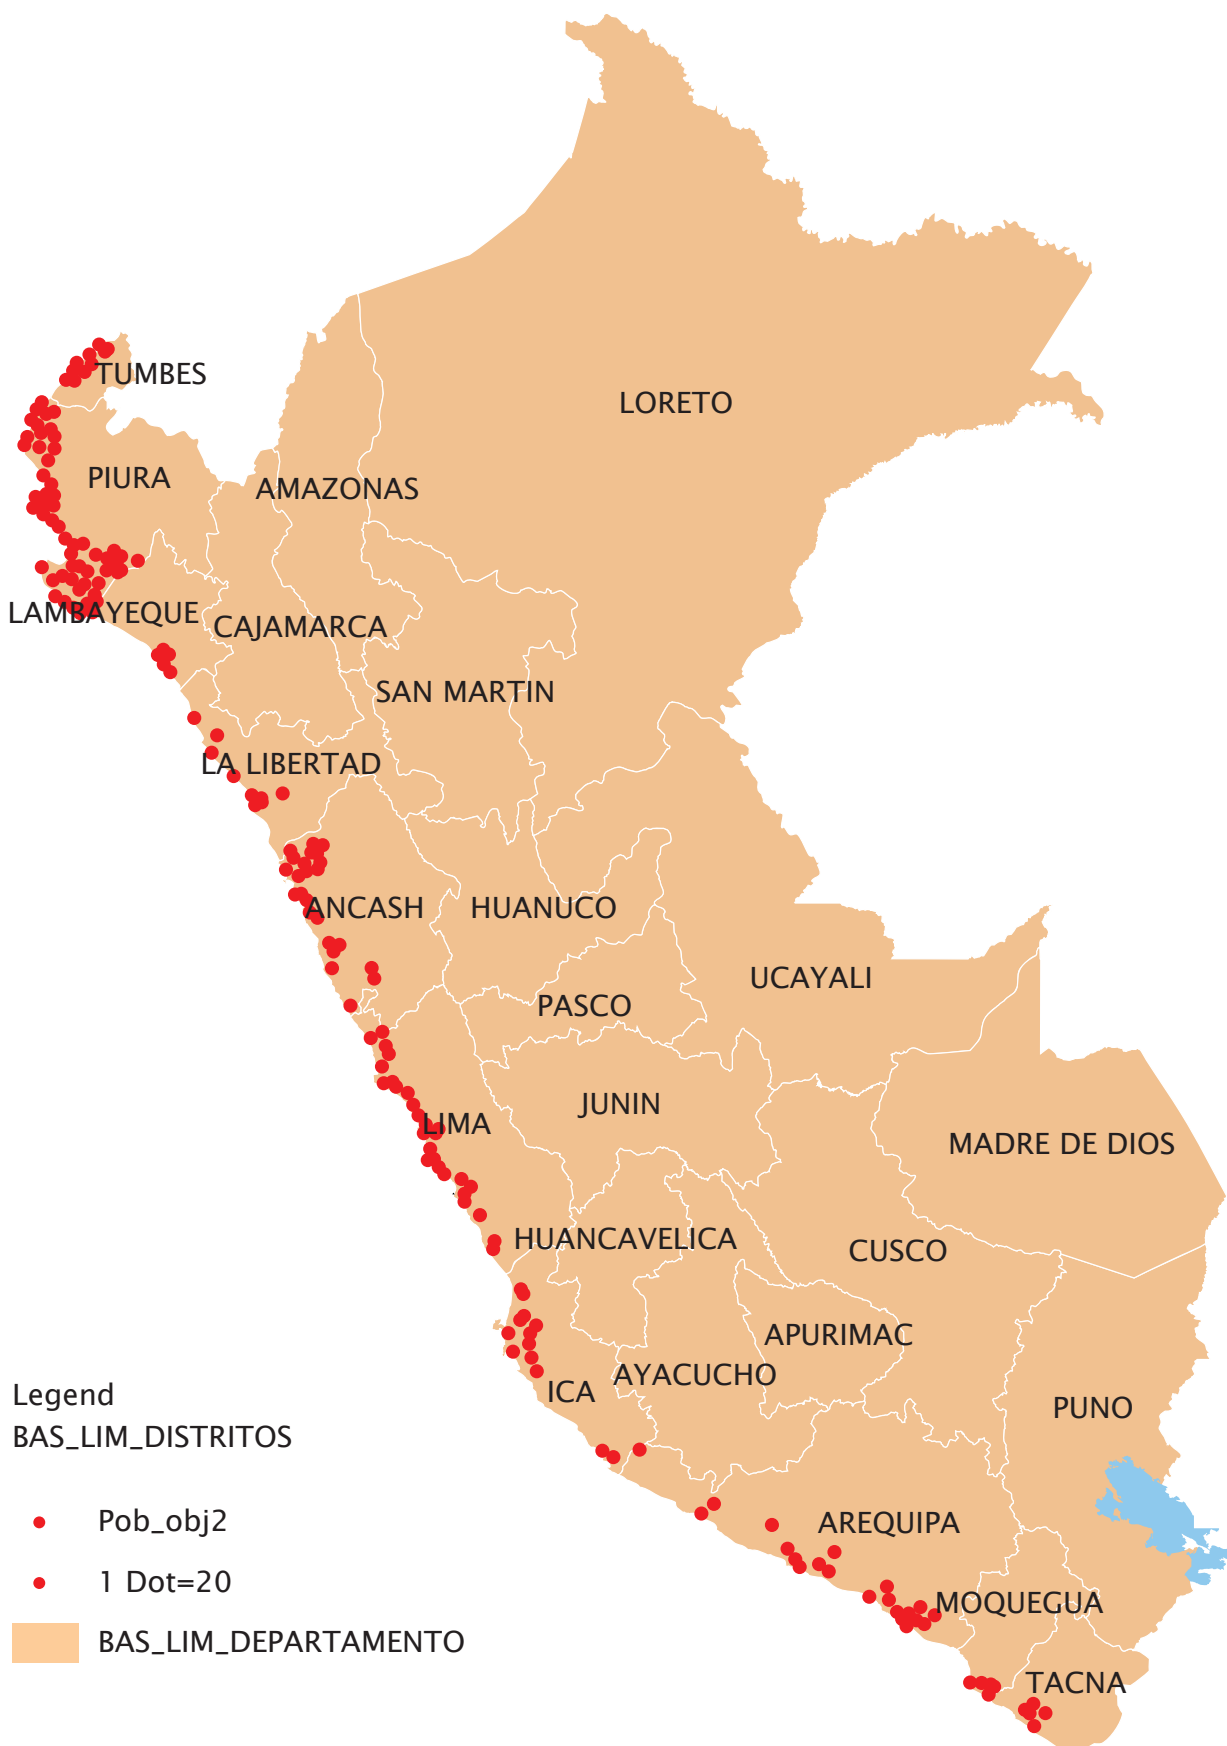 TUMBES
LORETO
PIURA
AMAZONAS
LAMBAYEQUE
CAJAMARCA
SAN MARTIN
LA LIBERTAD
ANCASH
HUANUCO
UCAYALI
PASCO
JUNIN
LIMA
MADRE DE DIOS
HUANCAVELICA
CUSCO
APURIMAC
AYACUCHO
ICA
PUNO
AREQUIPA
MOQUEGUA
TACNA
Legend
BAS_LIM_DISTRITOS
Pob_obj2
1 Dot=20
BAS_LIM_DEPARTAMENTO